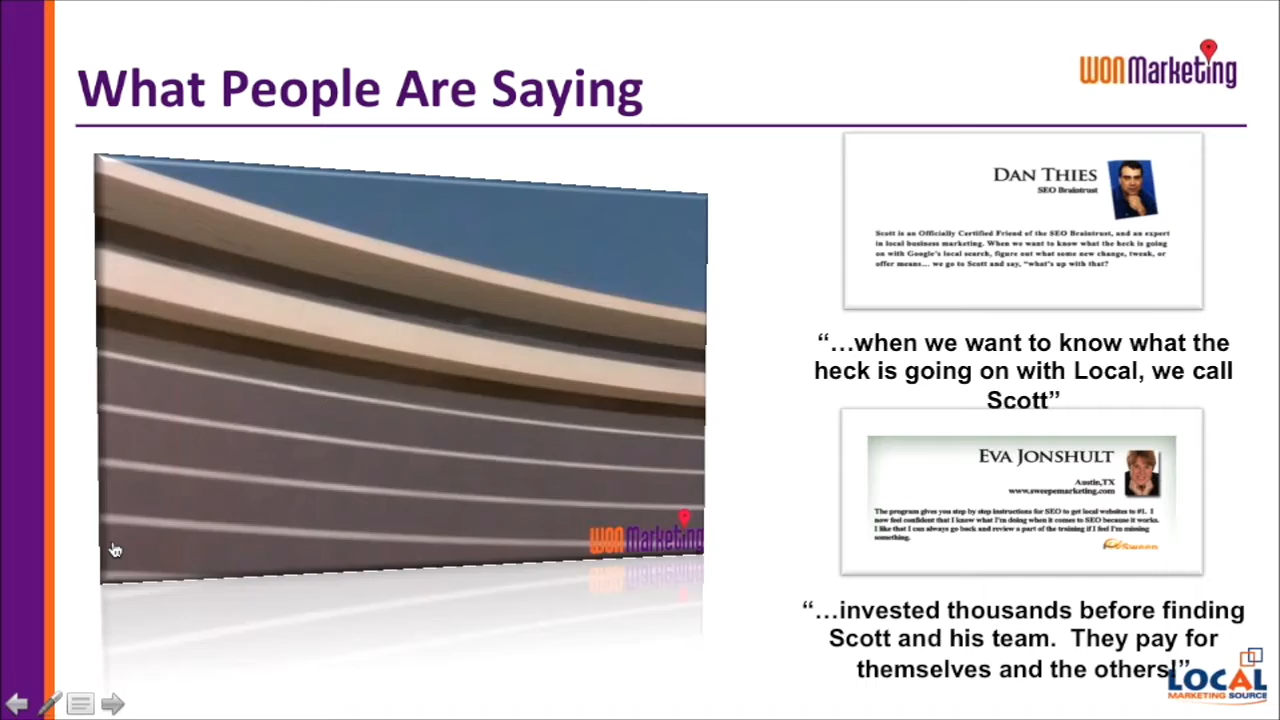 What People Are Saying
WON Marketing
WON Marketing
DAN THIES
SEO Braintrust
Scott is an Officially Certified Friend of the SEO Braintrust, and an expert
in local business marketing. When we want to know what the heck is going
on with Google's local search, figure out what some new change, tweak, or
offer means... we go to Scott and say, "what's up with that?
“…when we want to know what the
heck is going on with Local, we call
Scott”
EVA JONSHULT
Austin,TX
www.sweepemarketing.com
The program gives you step by step instructions for SEO to get local websites to #1. I
now feel confident that I know what I'm doing when it comes to SEO because it works.
I like that I can always go back and review a part of the training if I feel I'm missing
something.
Sweep
“…invested thousands before finding
Scott and his team. They pay for
themselves and the others!”
LOCAL
MARKETING SOURCE